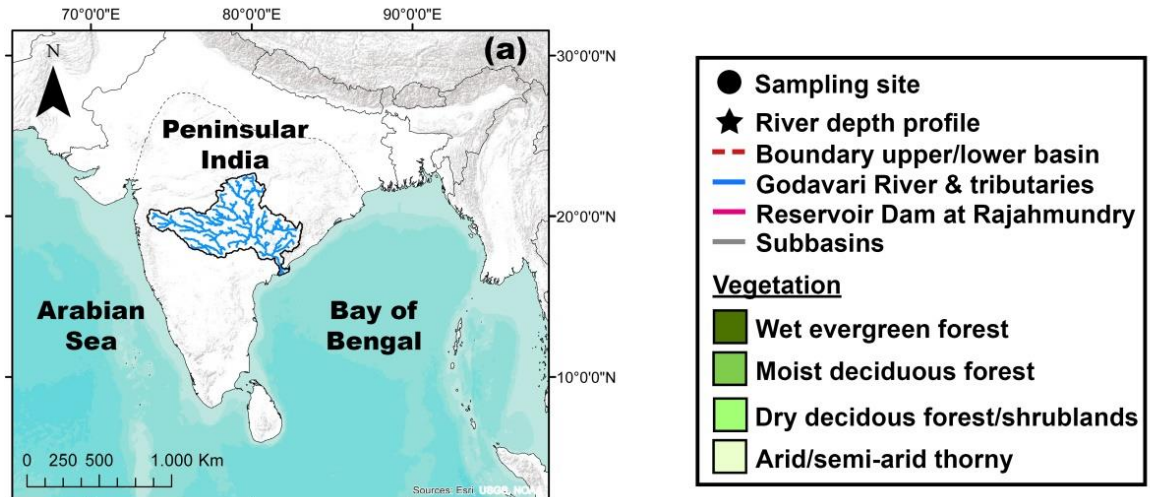 70°0'0"E 80°0'0"E 90°0'0"E
(a)
N
30°0'0"N
Peninsular
India
20°0'0"N
Arabian
Sea
Bay of
Bengal
10°0'0"N
0 250 500 1.000 Km
Sources: Esri, USGS, NOAA
Sampling site
River depth profile
Boundary upper/lower basin
Godavari River & tributaries
Reservoir Dam at Rajahmundry
Subbasins
Vegetation
Wet evergreen forest
Moist deciduous forest
Dry decidous forest/shrublands
Arid/semi-arid thorny